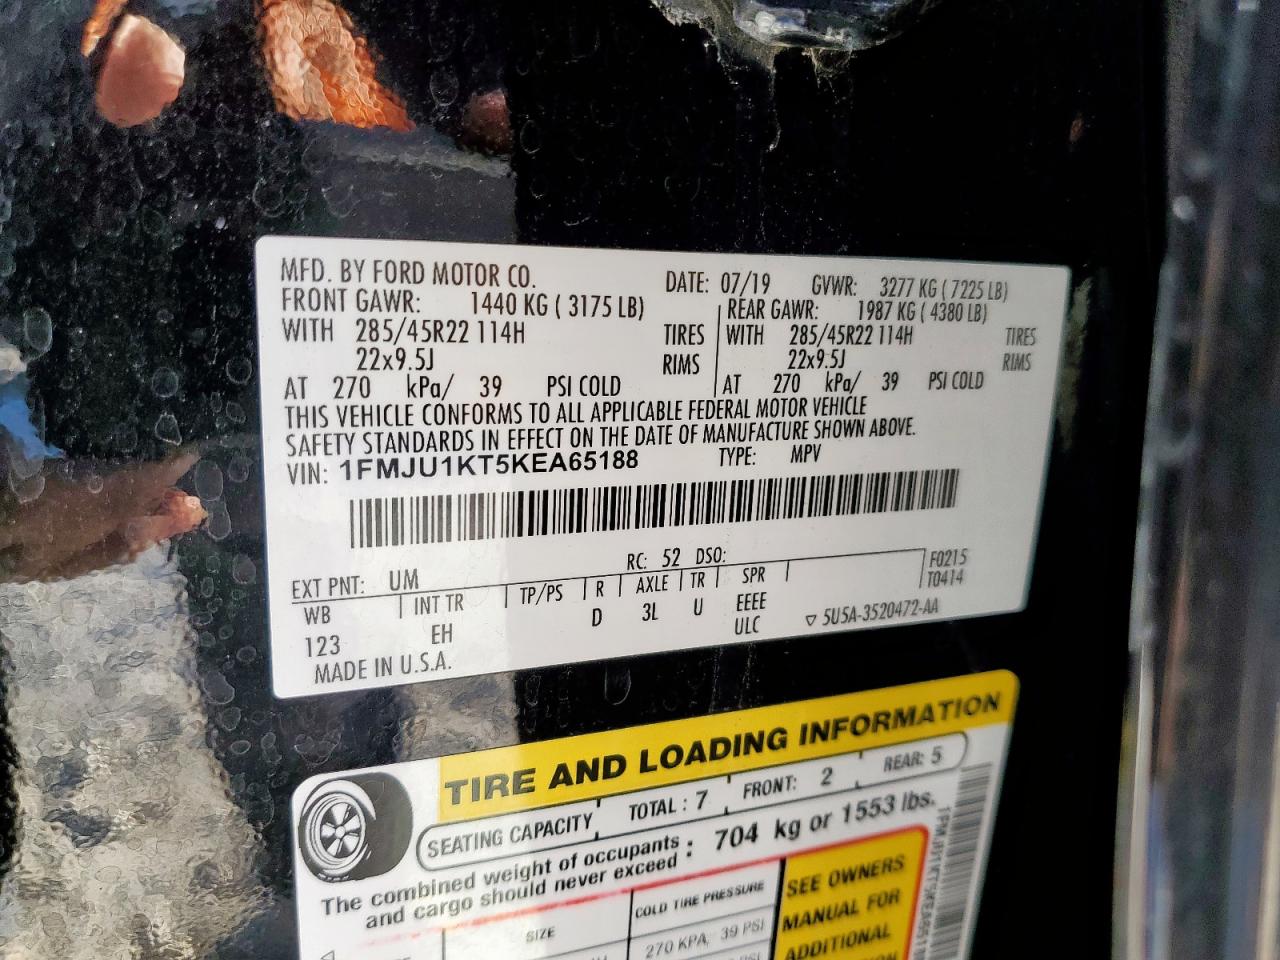 MFD. BY FORD MOTOR CO. DATE: 07/19 GVWR: 3277 KG ( 7225 LB)
FRONT GAWR: 1440 KG ( 3175 LB) REAR GAWR: 1987 KG ( 4380 LB)
WITH 285/45R22 114H TIRES WITH 285/45R22 114H TIRES
22x9.5J RIMS 22x9.5J RIMS
AT 270 kPa/ 39 PSI COLD AT 270 kPa/ 39 PSI COLD
THIS VEHICLE CONFORMS TO ALL APPLICABLE FEDERAL MOTOR VEHICLE
SAFETY STANDARDS IN EFFECT ON THE DATE OF MANUFACTURE SHOWN ABOVE.
VIN: 1FMJU1KT5KEA65188 TYPE: MPV
EXT PNT: UM RC: 52 DSO: F0215
WB INT TR TP/PS R AXLE TR SPR T0414
123 EH D 3L U EEEE
ULC ▽ 5U5A-3520472-AA
MADE IN U.S.A.
TIRE AND LOADING INFORMATION
SEATING CAPACITY TOTAL : 7 FRONT: 2 REAR: 5
The combined weight of occupants
and cargo should never exceed : 704 kg or 1553 lbs.
SIZE COLD TIRE PRESSURE
270 KPA, 39 PSI
PSI
SEE OWNERS
MANUAL FOR
ADDITIONAL